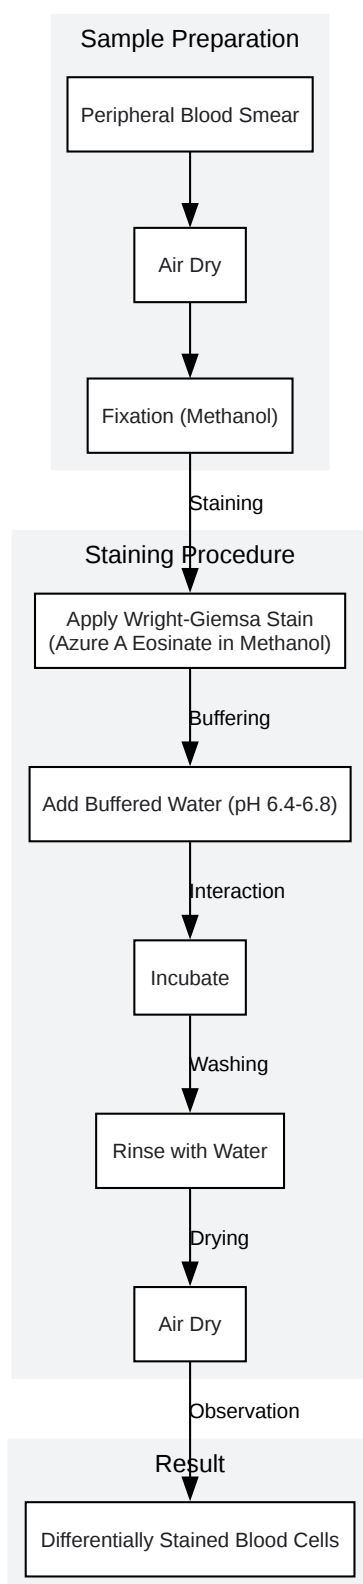 Sample Preparation
Peripheral Blood Smear
Air Dry
Fixation (Methanol)
Staining
Staining Procedure
Apply Wright-Giemsa Stain
(Azure A Eosinate in Methanol)
Buffering
Add Buffered Water (pH 6.4-6.8)
Interaction
Incubate
Washing
Rinse with Water
Drying
Air Dry
Observation
Result
Differentially Stained Blood Cells